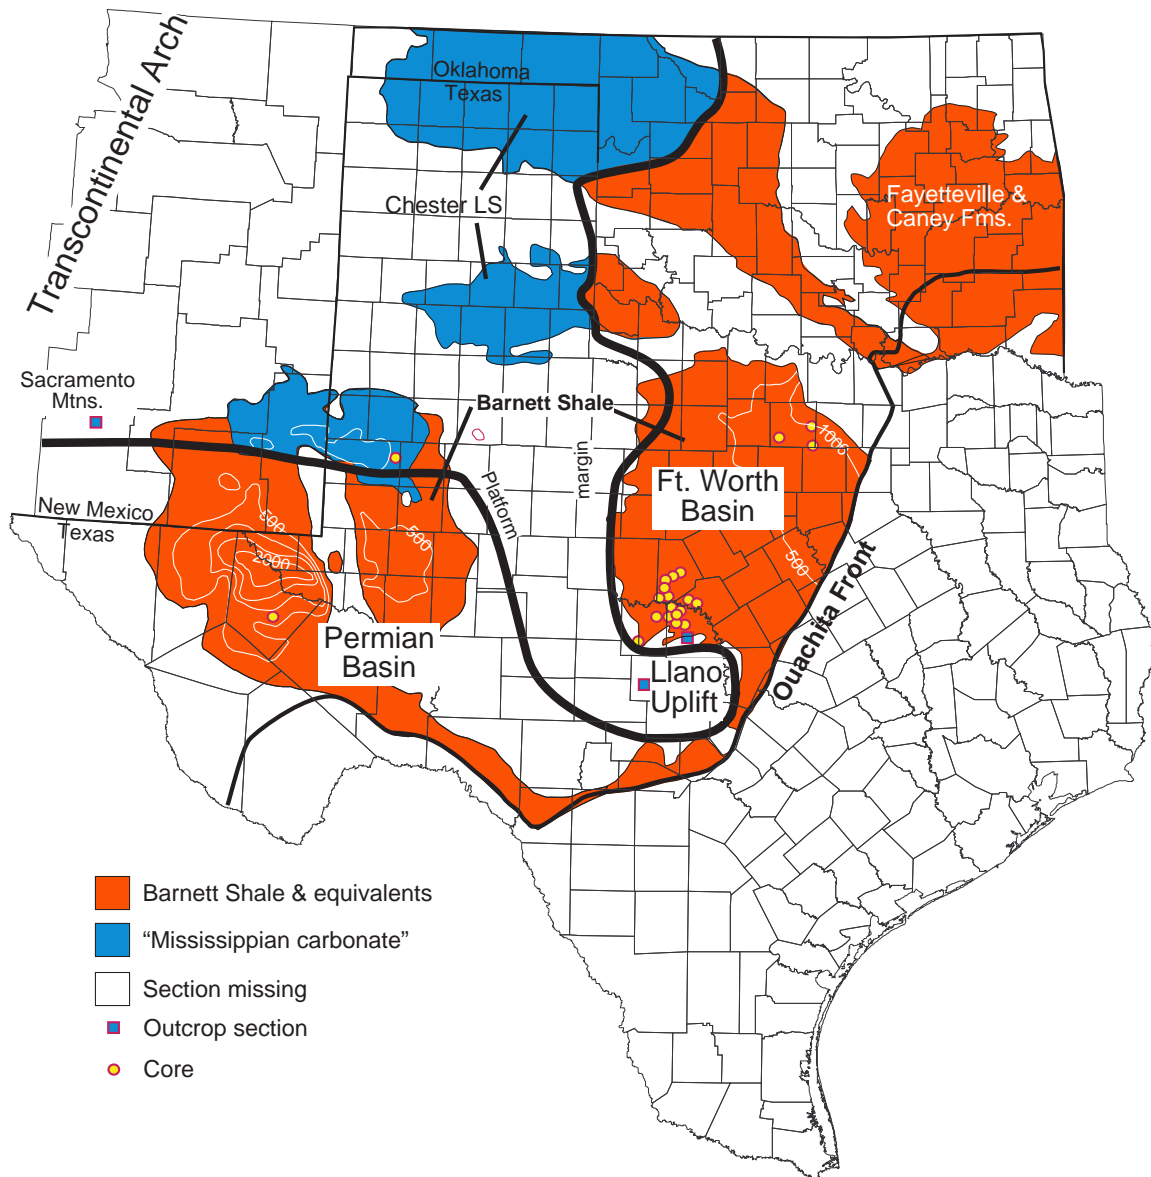 Transcontinental Arch
Oklahoma
Texas
Chester LS
Fayetteville &
Caney Fms.
Sacramento
Mtns.
Barnett Shale
1000
margin
Platform
Ft. Worth
Basin
New Mexico
Texas
500
500
2000
500
Ouachita Front
Permian
Basin
Llano
Uplift
Barnett Shale & equivalents
“Mississippian carbonate”
Section missing
Outcrop section
Core